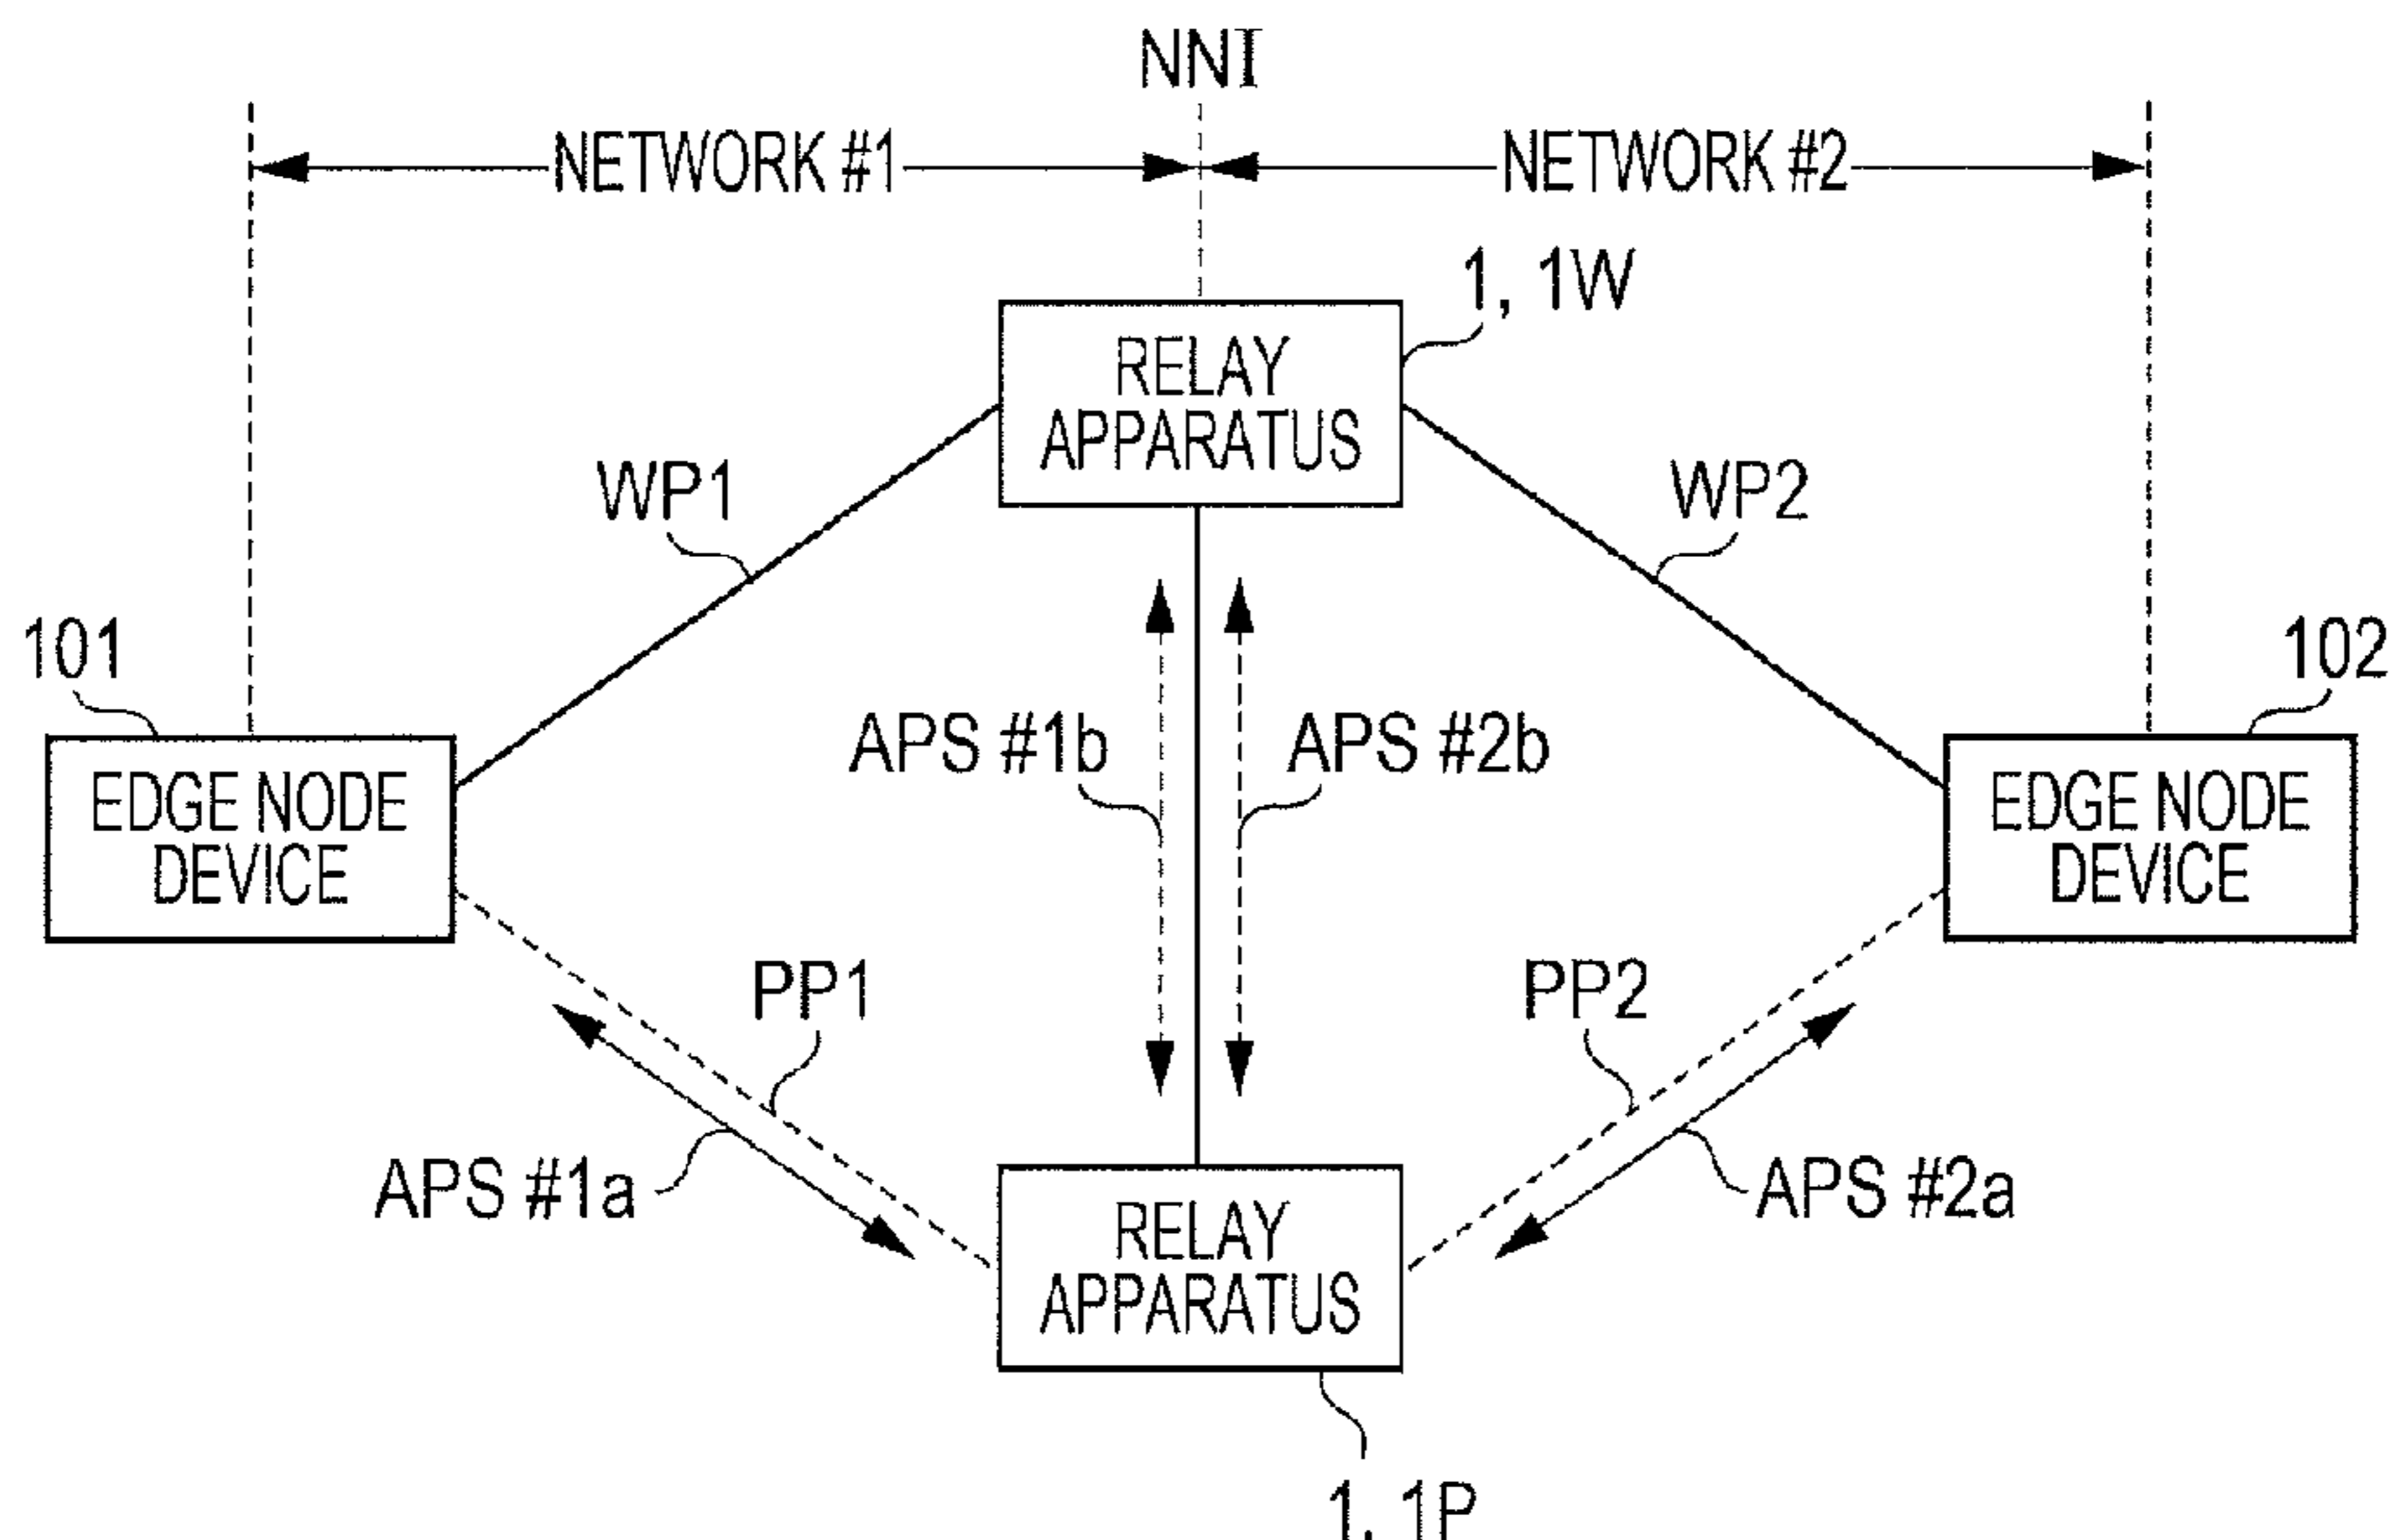 NNI
NETWORK #1
NETWORK #2
1, 1W
RELAY
APPARATUS
WP1
WP2
101
102
APS #1b
APS #2b
EDGE NODE
DEVICE
EDGE NODE
DEVICE
PP1
PP2
APS #1a
APS #2a
RELAY
APPARATUS
1, 1P